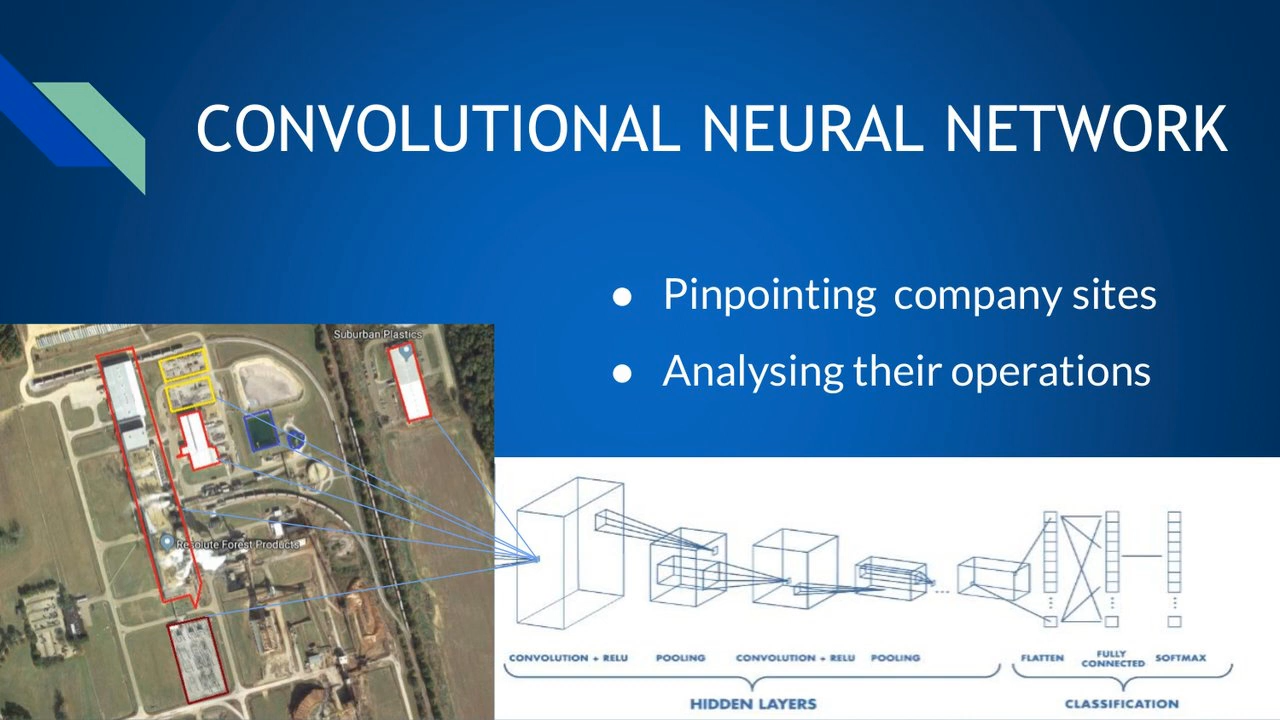 CONVOLUTIONAL NEURAL NETWORK
● Pinpointing company sites
● Analysing their operations
Suburban Plastics
Resolute Forest Products
CONVOLUTION + RELU POOLING CONVOLUTION + RELU POOLING FLATTEN FULLY CONNECTED SOFTMAX
HIDDEN LAYERS CLASSIFICATION